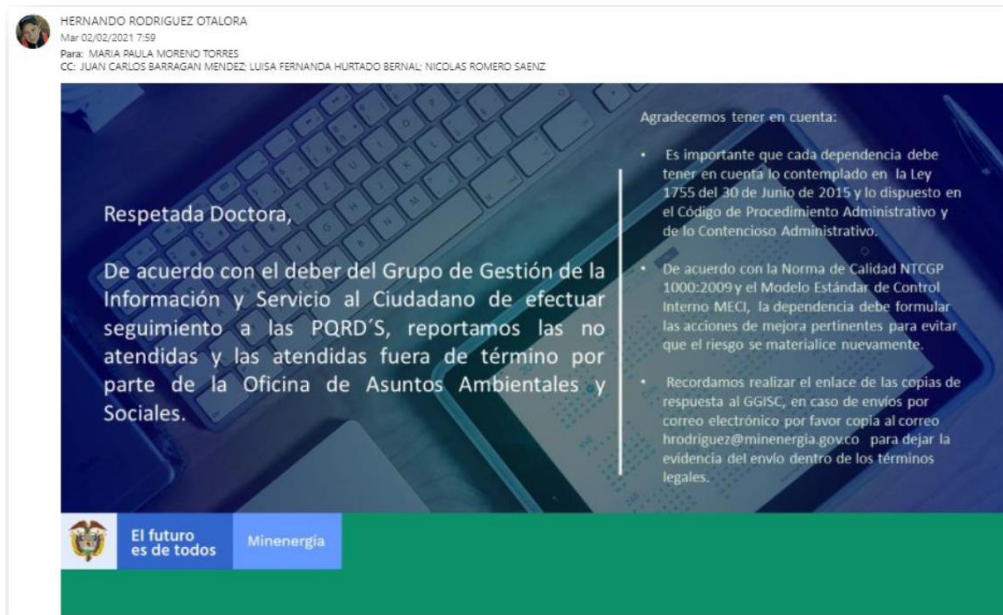 HERNANDO RODRIGUEZ OTALORA
Mar 02/02/2021 7:59
Para: MARIA PAULA MORENO TORRES
CC: JUAN CARLOS BARRAGAN MENDEZ; LUISA FERNANDA HURTADO BERNAL; NICOLAS ROMERO SAENZ
Respetada Doctora,
De acuerdo con el deber del Grupo de Gestión de la
Información y Servicio al Ciudadano de efectuar
seguimiento a las PQRD´S, reportamos las no
atendidas y las atendidas fuera de término por
parte de la Oficina de Asuntos Ambientales y
Sociales.
Agradecemos tener en cuenta:
• Es importante que cada dependencia debe
tener en cuenta lo contemplado en la Ley
1755 del 30 de Junio de 2015 y lo dispuesto en
el Código de Procedimiento Administrativo y
de lo Contencioso Administrativo.
• De acuerdo con la Norma de Calidad NTCGP
1000:2009 y el Modelo Estándar de Control
Interno MECI, la dependencia debe formular
las acciones de mejora pertinentes para evitar
que el riesgo se materialice nuevamente.
• Recordamos realizar el enlace de las copias de
respuesta al GGISC, en caso de envíos por
correo electrónico por favor copia al correo
hrodriguez@minenergia.gov.co para dejar la
evidencia del envío dentro de los términos
legales.
El futuro
es de todos
Minenergía